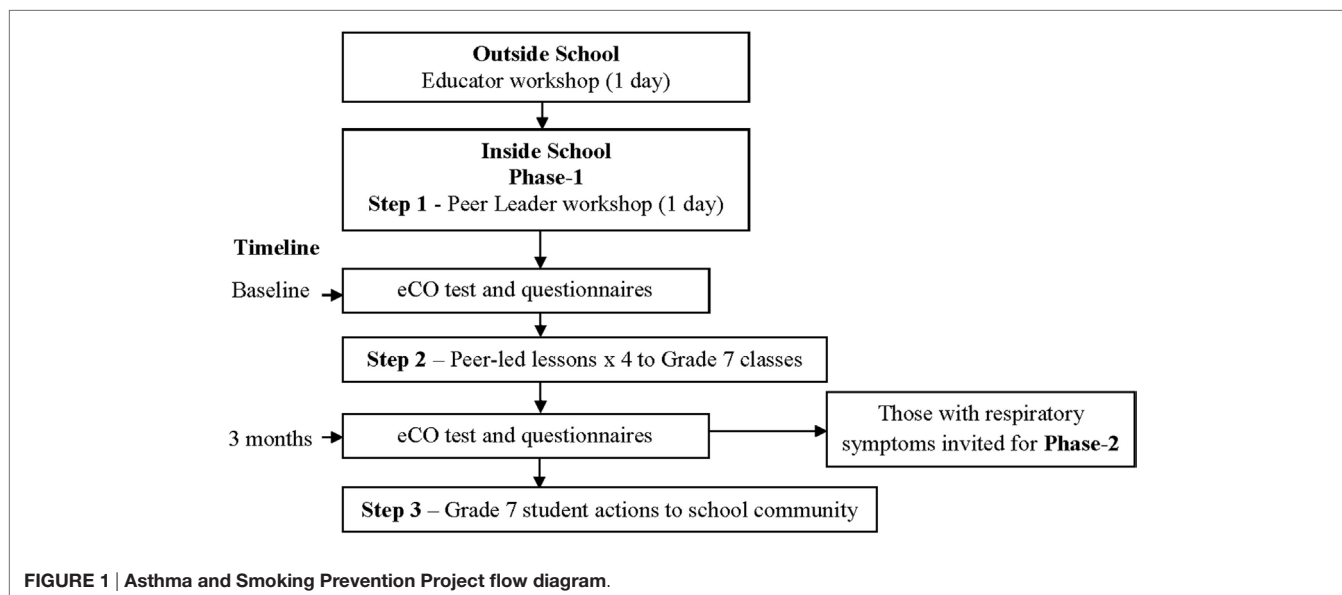 Outside School
Educator workshop (1 day)
Inside School
Phase-1
Step 1 - Peer Leader workshop (1 day)
Timeline
Baseline
eCO test and questionnaires
Step 2 – Peer-led lessons x 4 to Grade 7 classes
3 months
eCO test and questionnaires
Those with respiratory
symptoms invited for Phase-2
Step 3 – Grade 7 student actions to school community
FIGURE 1 | Asthma and Smoking Prevention Project flow diagram.